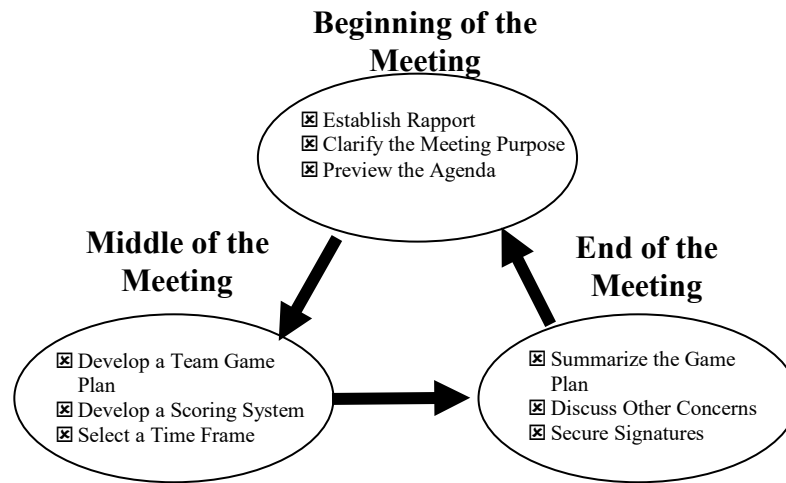 Beginning of the
Meeting
☒ Establish Rapport
☒ Clarify the Meeting Purpose
☒ Preview the Agenda
Middle of the
Meeting
☒ Develop a Team Game
Plan
☒ Develop a Scoring System
☒ Select a Time Frame
End of the
Meeting
☒ Summarize the Game
Plan
☒ Discuss Other Concerns
☒ Secure Signatures